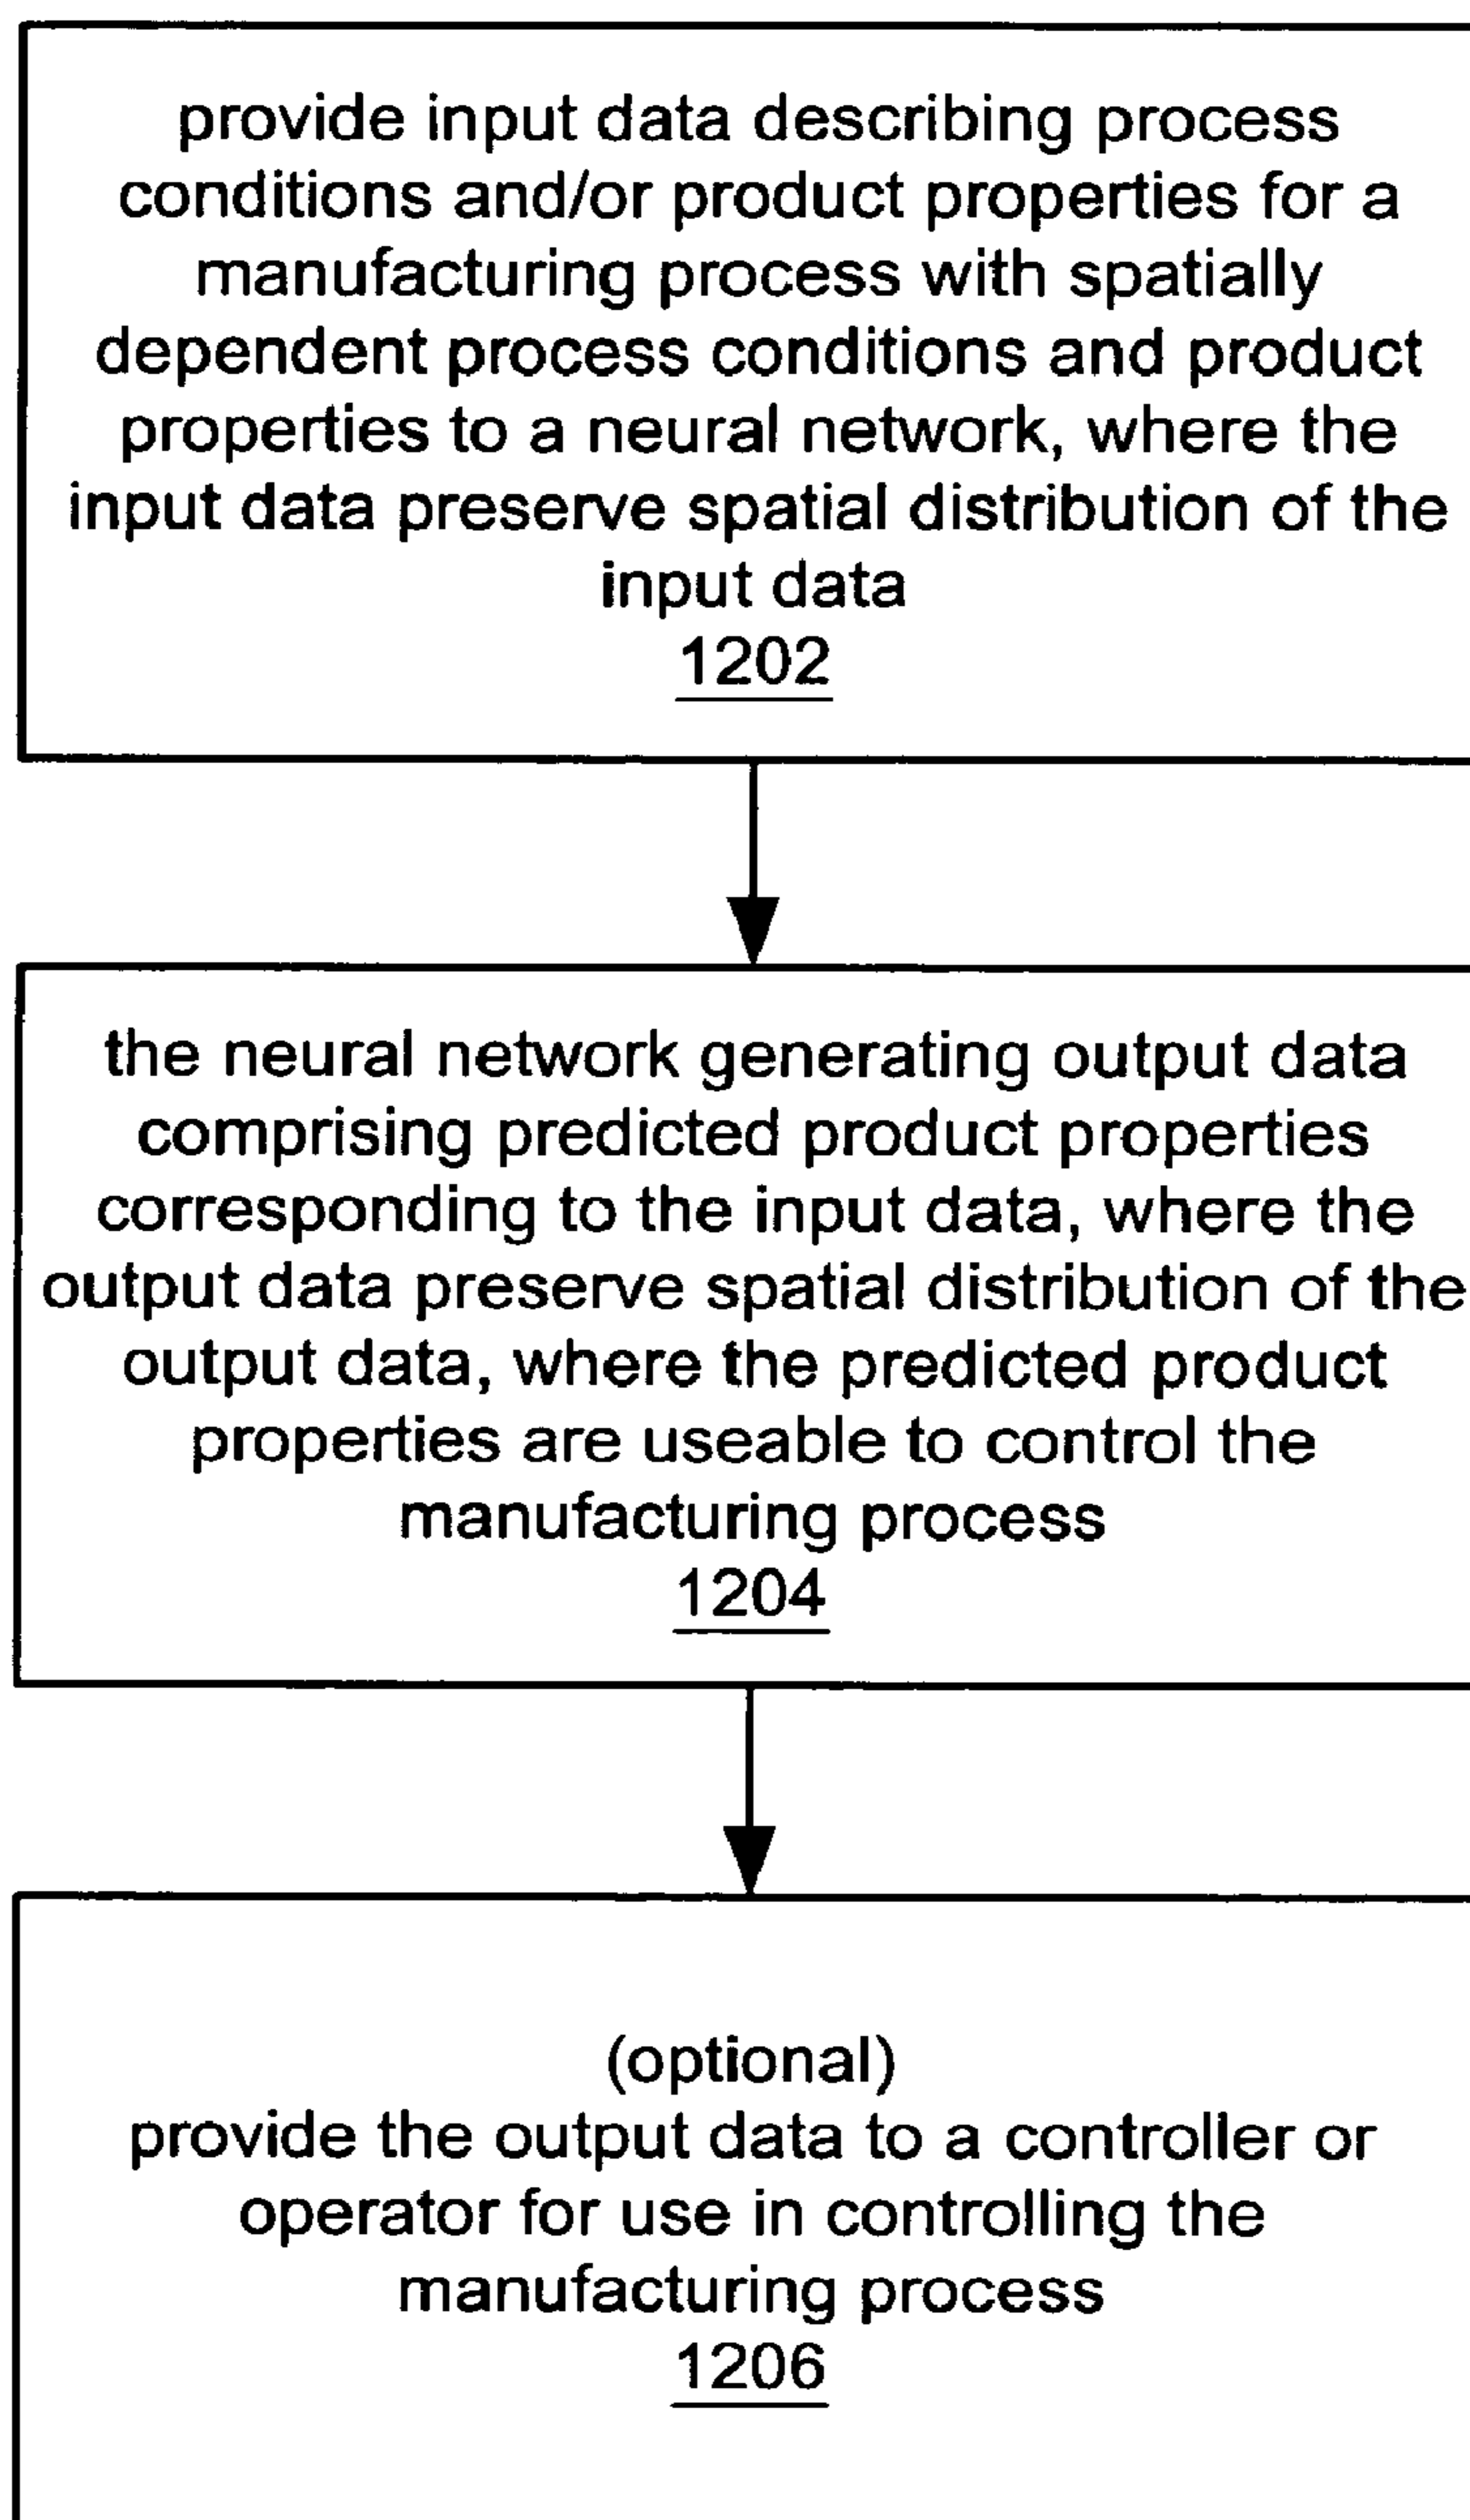 provide input data describing process
conditions and/or product properties for a
manufacturing process with spatially
dependent process conditions and product
properties to a neural network, where the
input data preserve spatial distribution of the
input data
1202
the neural network generating output data
comprising predicted product properties
corresponding to the input data, where the
output data preserve spatial distribution of the
output data, where the predicted product
properties are useable to control the
manufacturing process
1204
(optional)
provide the output data to a controller or
operator for use in controlling the
manufacturing process
1206